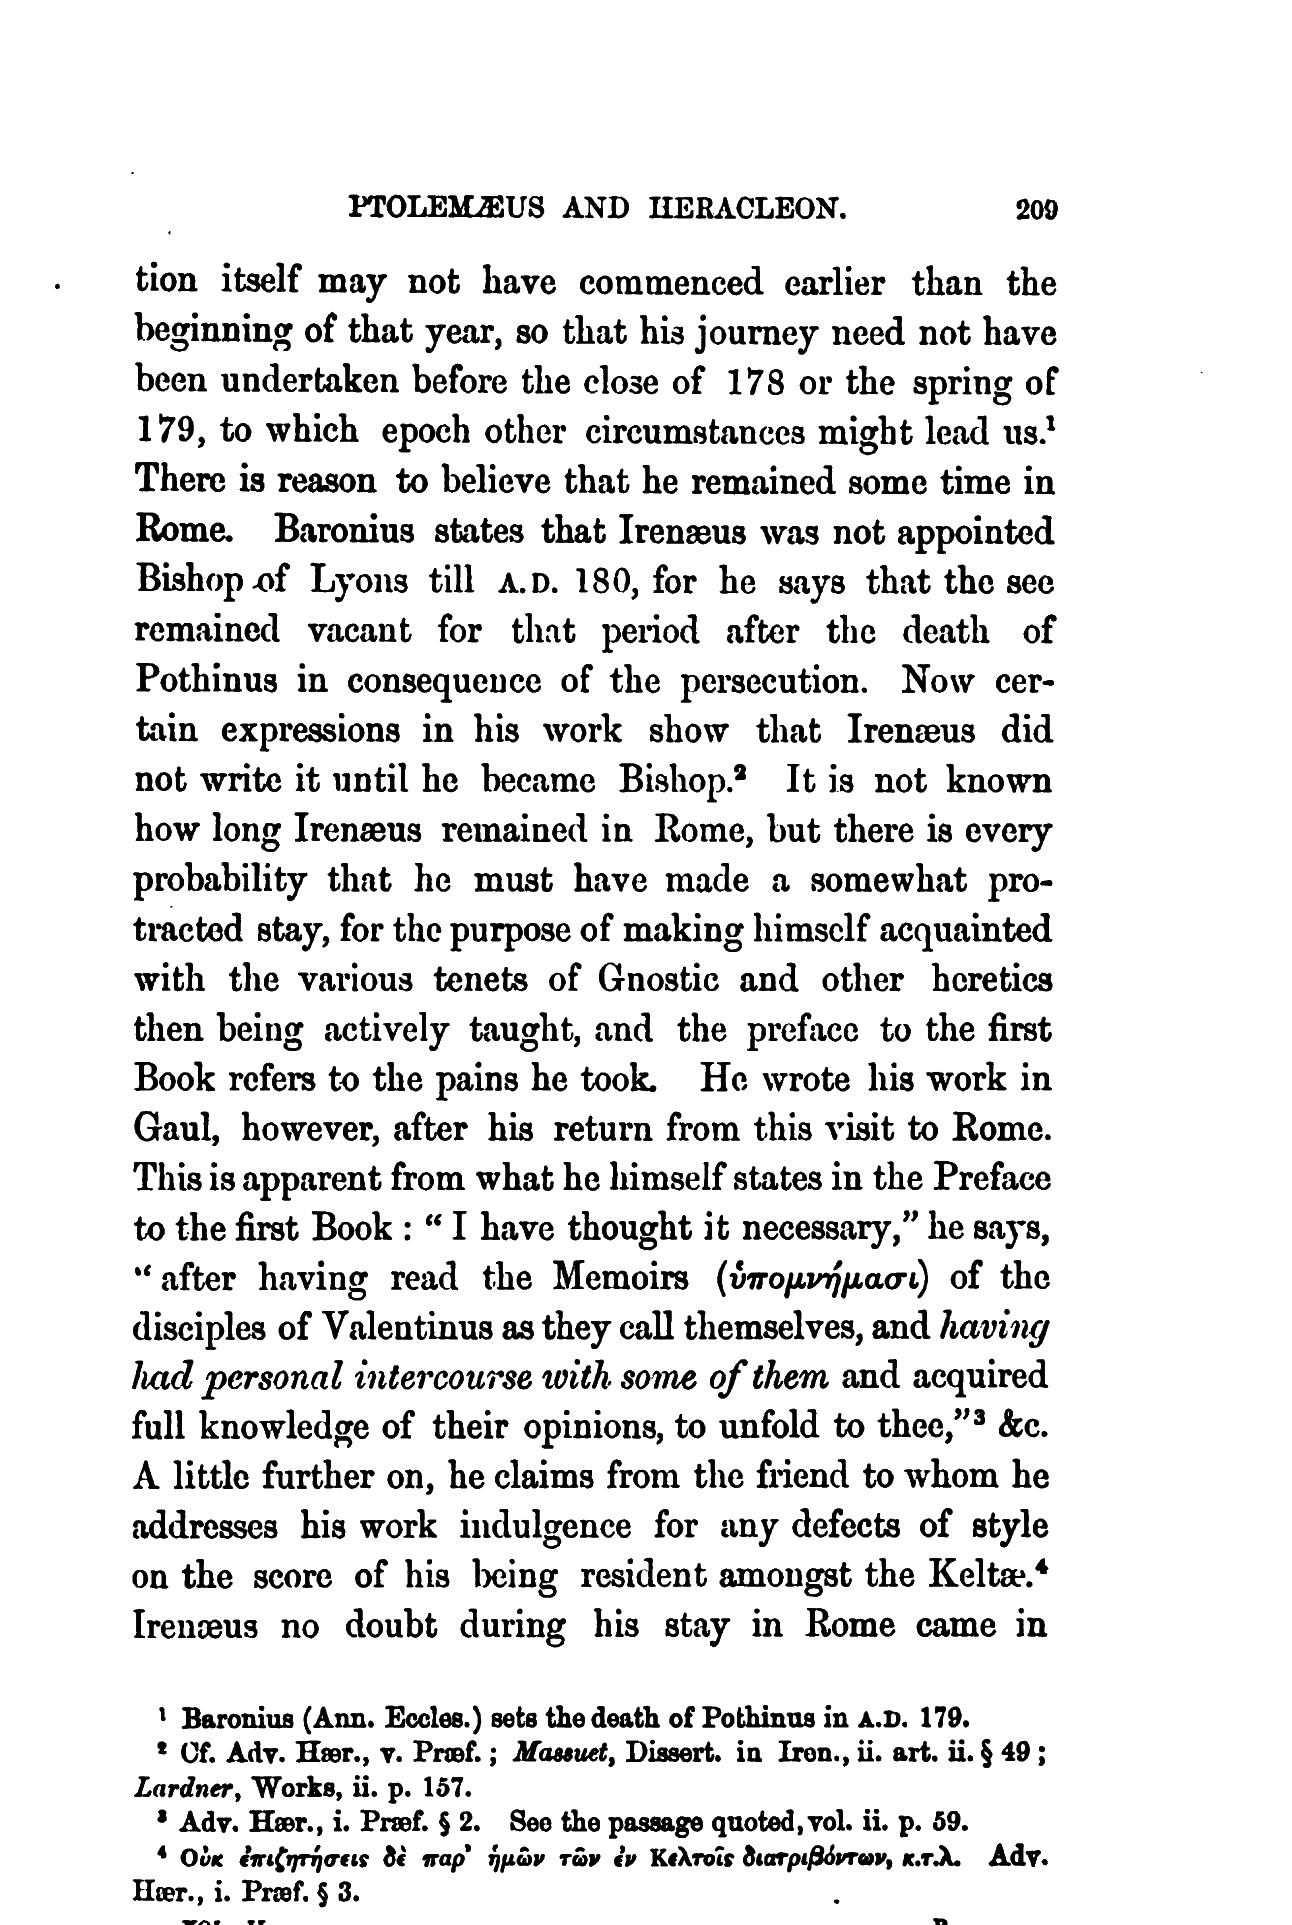 PTOLEMÆUS AND HERACLEON. 209
tion itself may not have commenced earlier than the
beginning of that year, so that his journey need not have
been undertaken before the close of 178 or the spring of
179, to which epoch other circumstances might lead us.¹
There is reason to believe that he remained some time in
Rome. Baronius states that Irenæus was not appointed
Bishop of Lyons till A.D. 180, for he says that the see
remained vacant for that period after the death of
Pothinus in consequence of the persecution. Now cer-
tain expressions in his work show that Irenæus did
not write it until he became Bishop.² It is not known
how long Irenæus remained in Rome, but there is every
probability that he must have made a somewhat pro-
tracted stay, for the purpose of making himself acquainted
with the various tenets of Gnostic and other heretics
then being actively taught, and the preface to the first
Book refers to the pains he took. He wrote his work in
Gaul, however, after his return from this visit to Rome.
This is apparent from what he himself states in the Preface
to the first Book : “ I have thought it necessary,” he says,
“ after having read the Memoirs (ὑπομνήμασι) of the
disciples of Valentinus as they call themselves, and having
had personal intercourse with some of them and acquired
full knowledge of their opinions, to unfold to thee,”³ &c.
A little further on, he claims from the friend to whom he
addresses his work indulgence for any defects of style
on the score of his being resident amongst the Keltæ.⁴
Irenæus no doubt during his stay in Rome came in
¹ Baronius (Ann. Eccles.) sets the death of Pothinus in A.D. 179.
² Cf. Adv. Hær., v. Præf. ; Massuet, Dissert. in Iren., ii. art. ii. § 49 ;
Lardner, Works, ii. p. 157.
³ Adv. Hær., i. Præf. § 2. See the passage quoted, vol. ii. p. 59.
⁴ Οὐκ ἐπιζητήσεις δὲ παρ’ ἡμῶν τῶν ἐν Κελτοῖς διατριβόντων, κ.τ.λ. Adv.
Hær., i. Præf. § 3.